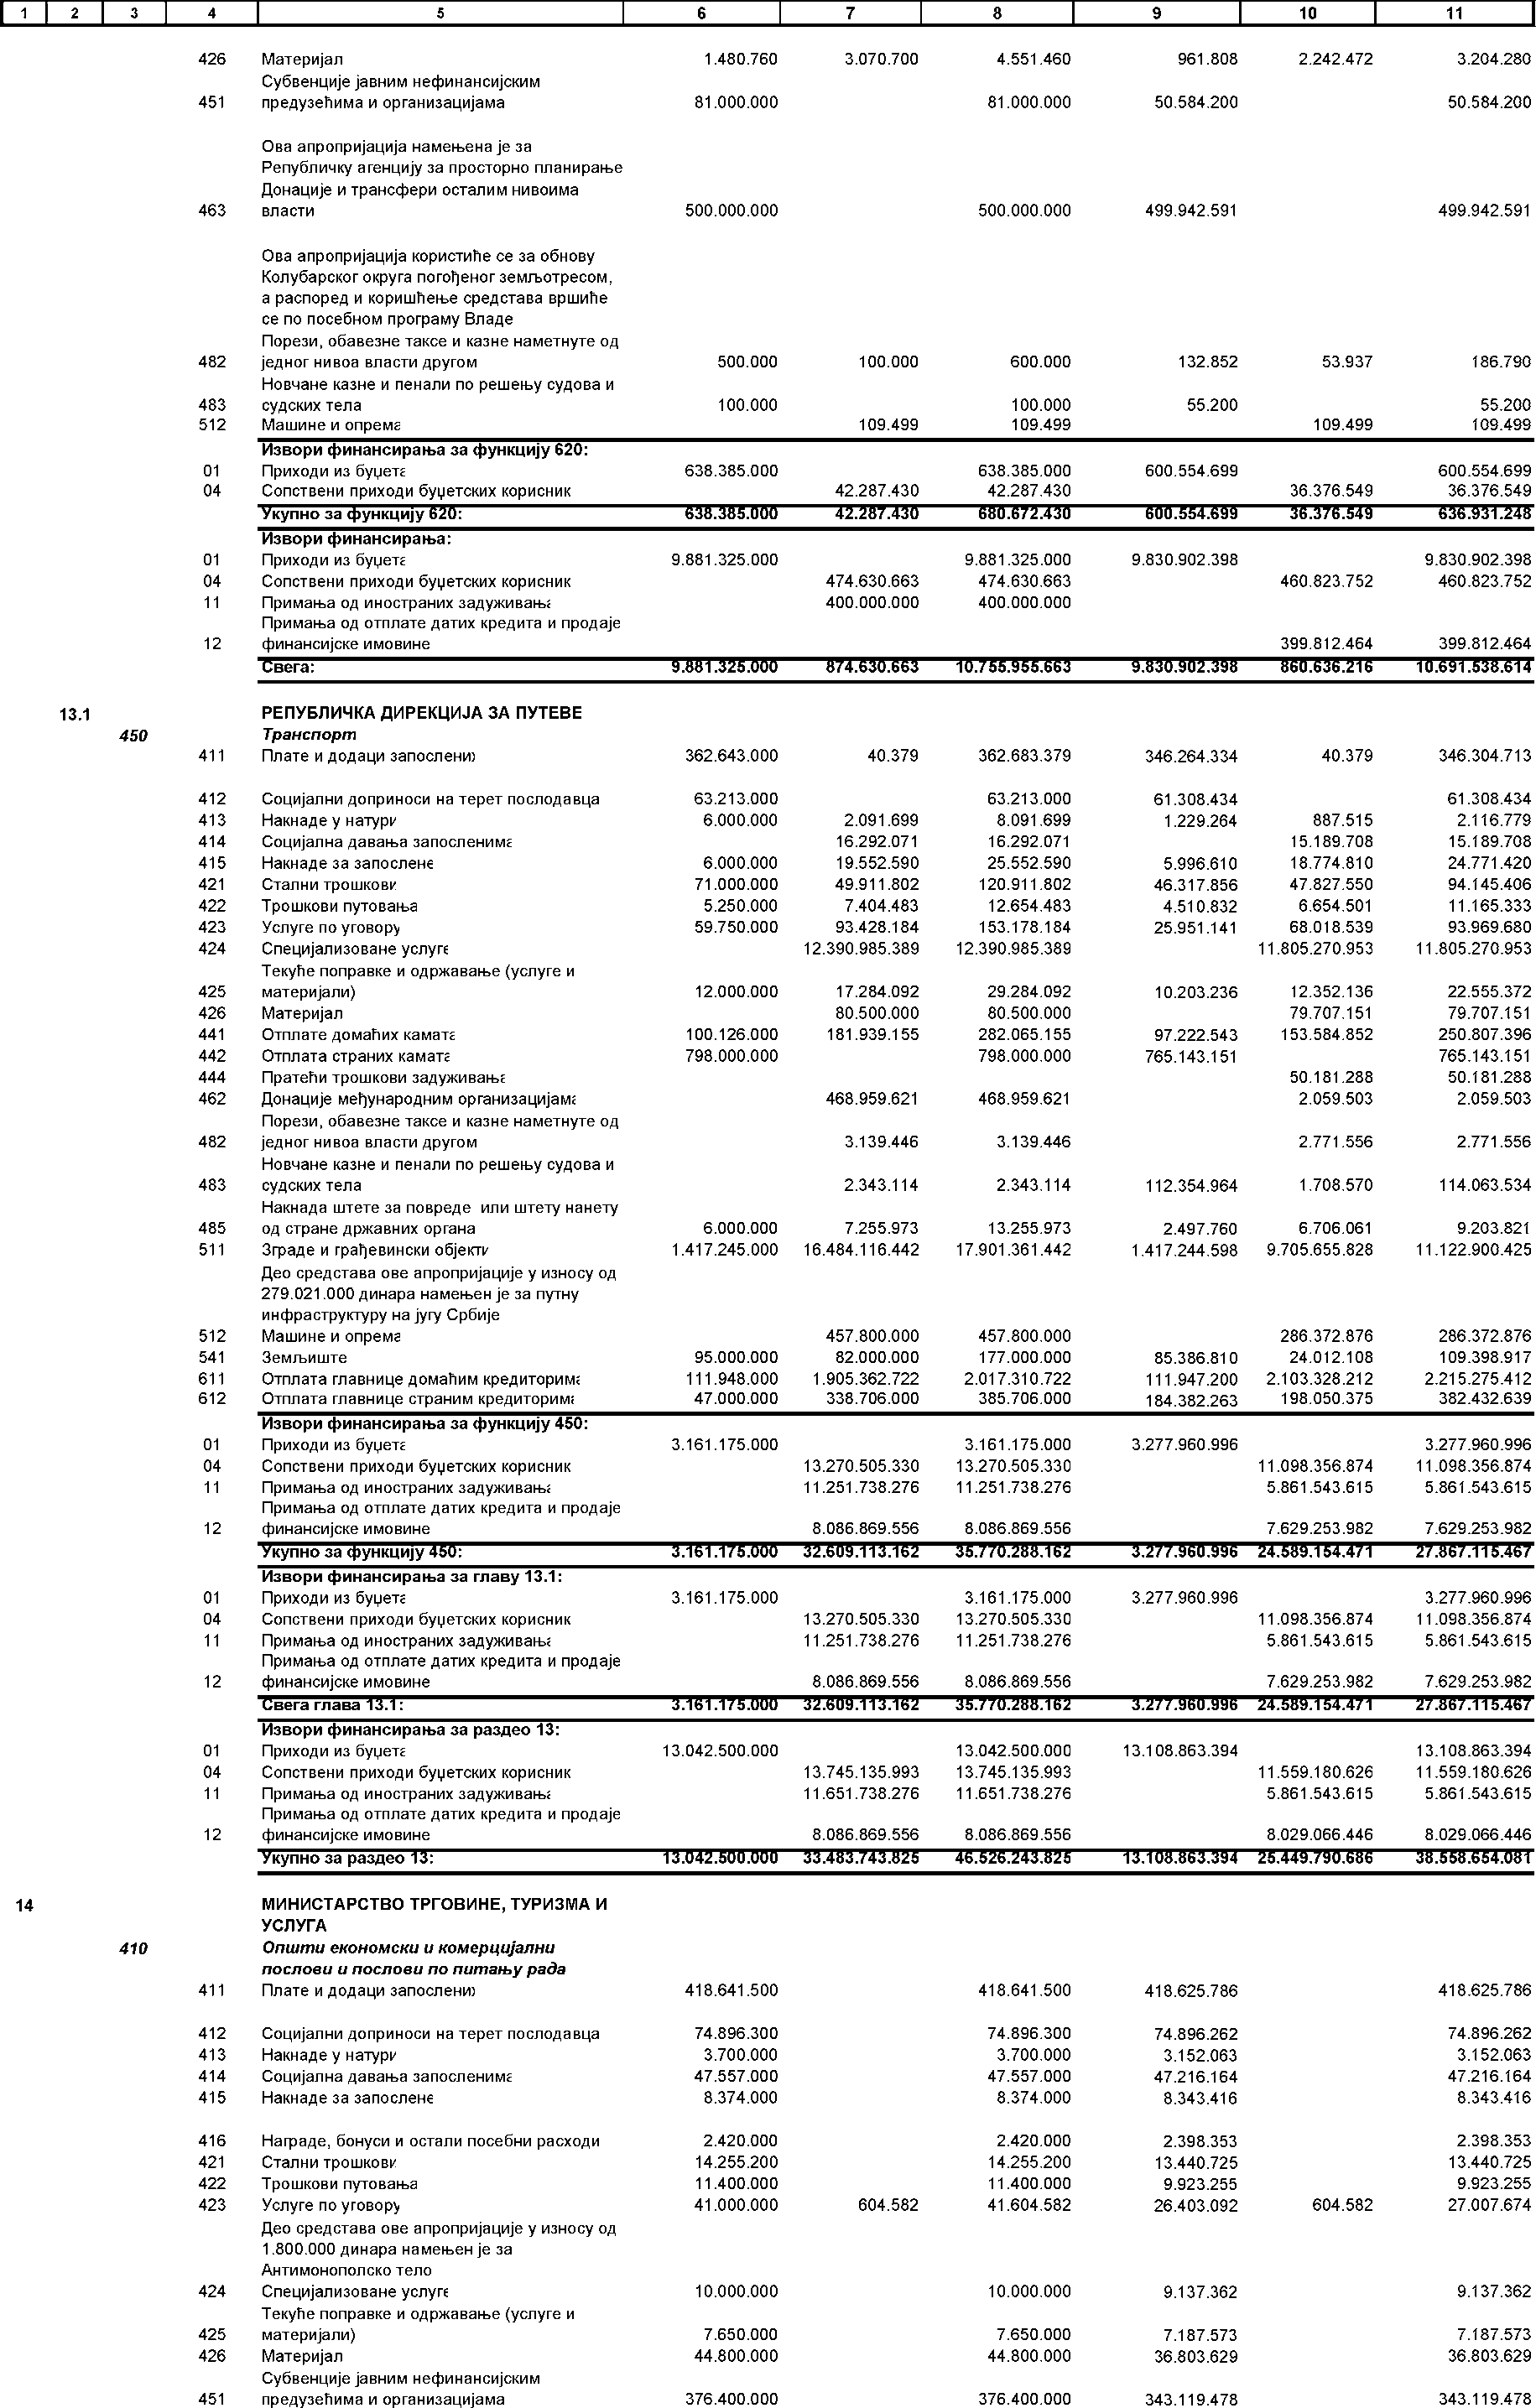 1 2 3 4 5 6 7 8 9 10 11
426 Материјал 1.480.760 3.070.700 4.551.460 961.808 2.242.472 3.204.280
Субвенције јавним нефинансијским
451 предузећима и организацијама 81.000.000 81.000.000 50.584.200 50.584.200
Ова апропријација намењена је за
Републичку агенцију за просторно планирање
Донације и трансфери осталим нивоима
463 власти 500.000.000 500.000.000 499.942.591 499.942.591
Ова апропријација користиће се за обнову
Колубарског округа погођеног земљотресом,
а распоред и коришћење средстава вршиће
се по посебном програму Владе
Порези, обавезне таксе и казне наметнуте од
482 једног нивоа власти другом 500.000 100.000 600.000 132.852 53.937 186.790
Новчане казне и пенали по решењу судова и
483 судских тела 100.000 100.000 55.200 55.200
512 Машине и опрема 109.499 109.499 109.499 109.499
Извори финансирања за функцију 620:
01 Приходи из буџета 638.385.000 638.385.000 600.554.699 600.554.699
04 Сопствени приходи буџетских корисник 42.287.430 42.287.430 36.376.549 36.376.549
Укупно за функцију 620: 638.385.000 42.287.430 680.672.430 600.554.699 36.376.549 636.931.248
Извори финансирања:
01 Приходи из буџета 9.881.325.000 9.881.325.000 9.830.902.398 9.830.902.398
04 Сопствени приходи буџетских корисник 474.630.663 474.630.663 460.823.752 460.823.752
11 Примања од иностраних задуживања 400.000.000 400.000.000
Примања од отплате датих кредита и продаје
12 финансијске имовине 399.812.464 399.812.464
Свега: 9.881.325.000 874.630.663 10.755.955.663 9.830.902.398 860.636.216 10.691.538.614
13.1 РЕПУБЛИЧКА ДИРЕКЦИЈА ЗА ПУТЕВЕ
450 Транспорт
411 Плате и додаци запослених 362.643.000 40.379 362.683.379 346.264.334 40.379 346.304.713
412 Социјални доприноси на терет послодавца 63.213.000 63.213.000 61.308.434 61.308.434
413 Накнаде у натури 6.000.000 2.091.699 8.091.699 1.229.264 887.515 2.116.779
414 Социјална давања запосленима 16.292.071 16.292.071 15.189.708 15.189.708
415 Накнаде за запослене 6.000.000 19.552.590 25.552.590 5.996.610 18.774.810 24.771.420
421 Стални трошкови 71.000.000 49.911.802 120.911.802 46.317.856 47.827.550 94.145.406
422 Трошкови путовања 5.250.000 7.404.483 12.654.483 4.510.832 6.654.501 11.165.333
423 Услуге по уговору 59.750.000 93.428.184 153.178.184 25.951.141 68.018.539 93.969.680
424 Специјализоване услуге 12.390.985.389 12.390.985.389 11.805.270.953 11.805.270.953
Текуће поправке и одржавање (услуге и
425 материјали) 12.000.000 17.284.092 29.284.092 10.203.236 12.352.136 22.555.372
426 Материјал 80.500.000 80.500.000 79.707.151 79.707.151
441 Отплате домаћих камата 100.126.000 181.939.155 282.065.155 97.222.543 153.584.852 250.807.396
442 Отплата страних камата 798.000.000 798.000.000 765.143.151 765.143.151
444 Пратећи трошкови задуживања 50.181.288 50.181.288
462 Донације међународним организацијама 468.959.621 468.959.621 2.059.503 2.059.503
Порези, обавезне таксе и казне наметнуте од
482 једног нивоа власти другом 3.139.446 3.139.446 2.771.556 2.771.556
Новчане казне и пенали по решењу судова и
483 судских тела 2.343.114 2.343.114 112.354.964 1.708.570 114.063.534
Накнада штете за повреде или штету нанету
485 од стране државних органа 6.000.000 7.255.973 13.255.973 2.497.760 6.706.061 9.203.821
511 Зграде и грађевински објекти 1.417.245.000 16.484.116.442 17.901.361.442 1.417.244.598 9.705.655.828 11.122.900.425
Део средстава ове апропријације у износу од
279.021.000 динара намењен је за путну
инфраструктуру на југу Србије
512 Машине и опрема 457.800.000 457.800.000 286.372.876 286.372.876
541 Земљиште 95.000.000 82.000.000 177.000.000 85.386.810 24.012.108 109.398.917
611 Отплата главнице домаћим кредиторима 111.948.000 1.905.362.722 2.017.310.722 111.947.200 2.103.328.212 2.215.275.412
612 Отплата главнице страним кредиторима 47.000.000 338.706.000 385.706.000 184.382.263 198.050.375 382.432.639
Извори финансирања за функцију 450:
01 Приходи из буџета 3.161.175.000 3.161.175.000 3.277.960.996 3.277.960.996
04 Сопствени приходи буџетских корисник 13.270.505.330 13.270.505.330 11.098.356.874 11.098.356.874
11 Примања од иностраних задуживања 11.251.738.276 11.251.738.276 5.861.543.615 5.861.543.615
Примања од отплате датих кредита и продаје
12 финансијске имовине 8.086.869.556 8.086.869.556 7.629.253.982 7.629.253.982
Укупно за функцију 450: 3.161.175.000 32.609.113.162 35.770.288.162 3.277.960.996 24.589.154.471 27.867.115.467
Извори финансирања за главу 13.1:
01 Приходи из буџета 3.161.175.000 3.161.175.000 3.277.960.996 3.277.960.996
04 Сопствени приходи буџетских корисник 13.270.505.330 13.270.505.330 11.098.356.874 11.098.356.874
11 Примања од иностраних задуживања 11.251.738.276 11.251.738.276 5.861.543.615 5.861.543.615
Примања од отплате датих кредита и продаје
12 финансијске имовине 8.086.869.556 8.086.869.556 7.629.253.982 7.629.253.982
Свега глава 13.1: 3.161.175.000 32.609.113.162 35.770.288.162 3.277.960.996 24.589.154.471 27.867.115.467
Извори финансирања за раздео 13:
01 Приходи из буџета 13.042.500.000 13.042.500.000 13.108.863.394 13.108.863.394
04 Сопствени приходи буџетских корисник 13.745.135.993 13.745.135.993 11.559.180.626 11.559.180.626
11 Примања од иностраних задуживања 11.651.738.276 11.651.738.276 5.861.543.615 5.861.543.615
Примања од отплате датих кредита и продаје
12 финансијске имовине 8.086.869.556 8.086.869.556 8.029.066.446 8.029.066.446
Укупно за раздео 13: 13.042.500.000 33.483.743.825 46.526.243.825 13.108.863.394 25.449.790.686 38.558.654.081
14 МИНИСТАРСТВО ТРГОВИНЕ, ТУРИЗМА И
УСЛУГА
410 Општи економски и комерцијални
послови и послови по питању рада
411 Плате и додаци запослених 418.641.500 418.641.500 418.625.786 418.625.786
412 Социјални доприноси на терет послодавца 74.896.300 74.896.300 74.896.262 74.896.262
413 Накнаде у натури 3.700.000 3.700.000 3.152.063 3.152.063
414 Социјална давања запосленима 47.557.000 47.557.000 47.216.164 47.216.164
415 Накнаде за запослене 8.374.000 8.374.000 8.343.416 8.343.416
416 Награде, бонуси и остали посебни расходи 2.420.000 2.420.000 2.398.353 2.398.353
421 Стални трошкови 14.255.200 14.255.200 13.440.725 13.440.725
422 Трошкови путовања 11.400.000 11.400.000 9.923.255 9.923.255
423 Услуге по уговору 41.000.000 604.582 41.604.582 26.403.092 604.582 27.007.674
Део средстава ове апропријације у износу од
1.800.000 динара намењен је за
Антимонополско тело
424 Специјализоване услуге 10.000.000 10.000.000 9.137.362 9.137.362
Текуће поправке и одржавање (услуге и
425 материјали) 7.650.000 7.650.000 7.187.573 7.187.573
426 Материјал 44.800.000 44.800.000 36.803.629 36.803.629
Субвенције јавним нефинансијским
451 предузећима и организацијама 376.400.000 376.400.000 343.119.478 343.119.478